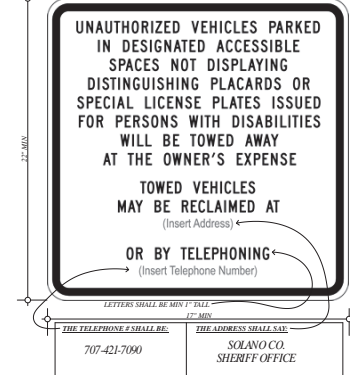 UNAUTHORIZED VEHICLES PARKED
IN DESIGNATED ACCESSIBLE
SPACES NOT DISPLAYING
DISTINGUISHING PLACARDS OR
SPECIAL LICENSE PLATES ISSUED
FOR PERSONS WITH DISABILITIES
WILL BE TOWED AWAY
AT THE OWNER'S EXPENSE
TOWED VEHICLES
MAY BE RECLAIMED AT
(Insert Address)
OR BY TELEPHONING
(Insert Telephone Number)
22" MIN
LETTERS SHALL BE MIN 1" TALL
17" MIN
THE TELEPHONE # SHALL BE:
707-421-7090
THE ADDRESS SHALL SAY:
SOLANO CO.
SHERIFF OFFICE